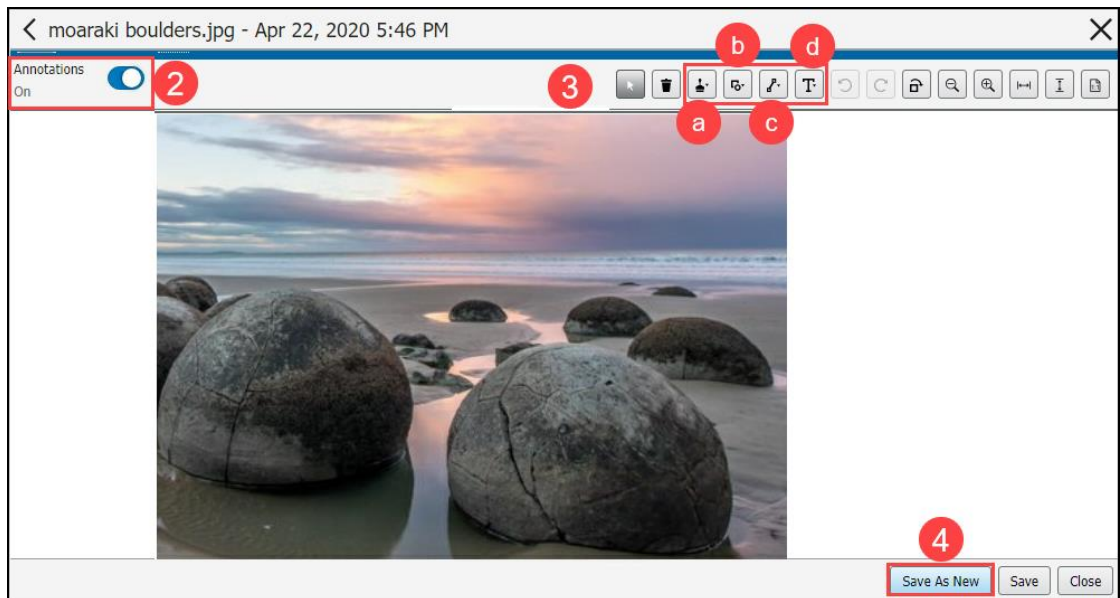 moaraki boulders.jpg - Apr 22, 2020 5:46 PM
b
d
Annotations
On
2
3
T
a
c
4
Save As New
Save
Close